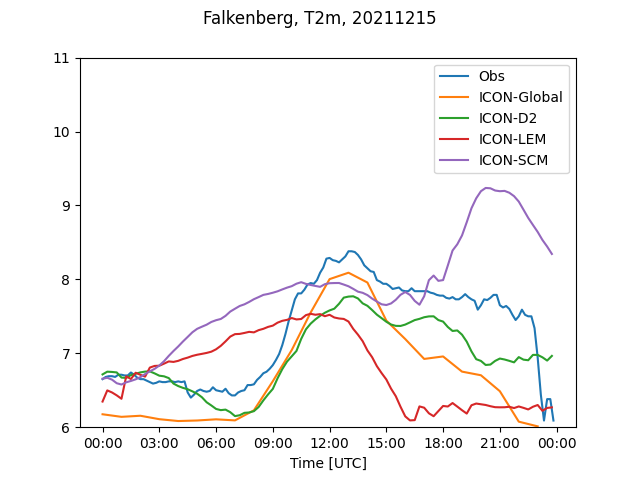 Falkenberg, T2m, 20211215
11
10
9
8
7
6
Obs
ICON-Global
ICON-D2
ICON-LEM
ICON-SCM
00:00 03:00 06:00 09:00 12:00 15:00 18:00 21:00 00:00
Time [UTC]